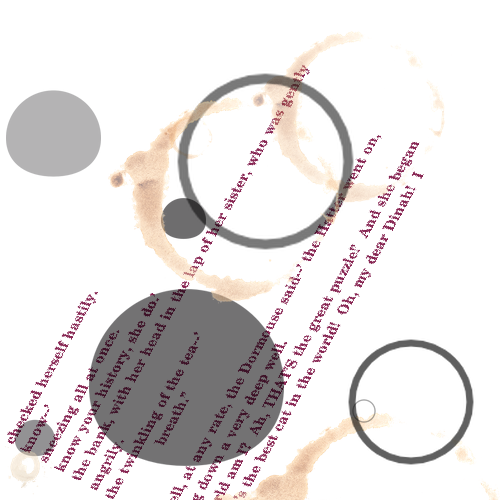 checked herself hastily.
sneezing all at once.
know your history, she do.'
the bank, with her head in the lap of her sister, who was gently
angrily
the twinkling of the tea..,'
breath;"
at any rate, the Dormouse said..,' the Hatter went on,
down a very deep well.
am I? Ah, THAT'S the great puzzle!' And she began
the best cat in the world! Oh, my dear Dinah! I